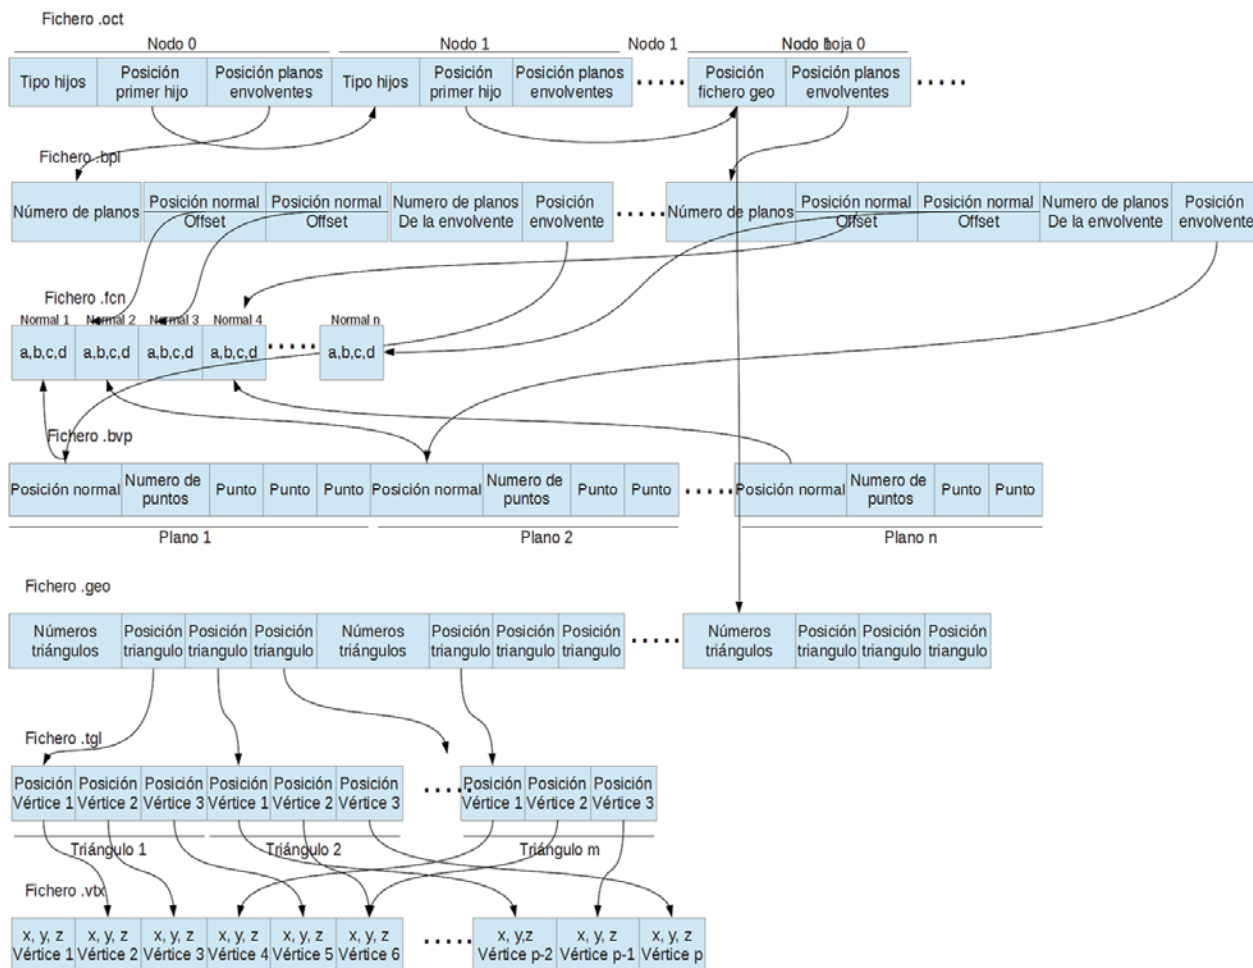 Fichero .oct
Nodo 0
Nodo 1
Nodo 1
Nodo hoja 0
Tipo hijos
Posición
primer hijo
Posición planos
envolventes
Tipo hijos
Posición
primer hijo
Posición planos
envolventes
.....
Posición
fichero geo
Posición planos
envolventes
.....
Fichero .bpl
Número de planos
Posición normal
Offset
Posición normal
Offset
Numero de planos
De la envolvente
Posición
envolvente
.....
Número de planos
Posición normal
Offset
Posición normal
Offset
Numero de planos
De la envolvente
Posición
envolvente
Fichero .fcn
Normal 1
Normal 2
Normal 3
Normal 4
Normal n
a,b,c,d
a,b,c,d
a,b,c,d
a,b,c,d
.....
a,b,c,d
Fichero .bvp
Posición normal
Numero de
puntos
Punto
Punto
Punto
Posición normal
Numero de
puntos
Punto
Punto
.....
Posición normal
Numero de
puntos
Punto
Punto
Plano 1
Plano 2
Plano n
Fichero .geo
Números
triángulos
Posición
triangulo
Posición
triangulo
Posición
triangulo
Números
triángulos
Posición
triangulo
Posición
triangulo
Posición
triangulo
.....
Números
triángulos
Posición
triangulo
Posición
triangulo
Posición
triangulo
Fichero .tgl
Posición
Vértice 1
Posición
Vértice 2
Posición
Vértice 3
Posición
Vértice 1
Posición
Vértice 2
Posición
Vértice 3
.....
Posición
Vértice 1
Posición
Vértice 2
Posición
Vértice 3
Triángulo 1
Triángulo 2
Triángulo m
Fichero .vtx
x, y, z
Vértice 1
x, y, z
Vértice 2
x, y, z
Vértice 3
x, y, z
Vértice 4
x, y, z
Vértice 5
x, y, z
Vértice 6
.....
x, y,z
Vértice p-2
x, y, z
Vértice p-1
x, y, z
Vértice p